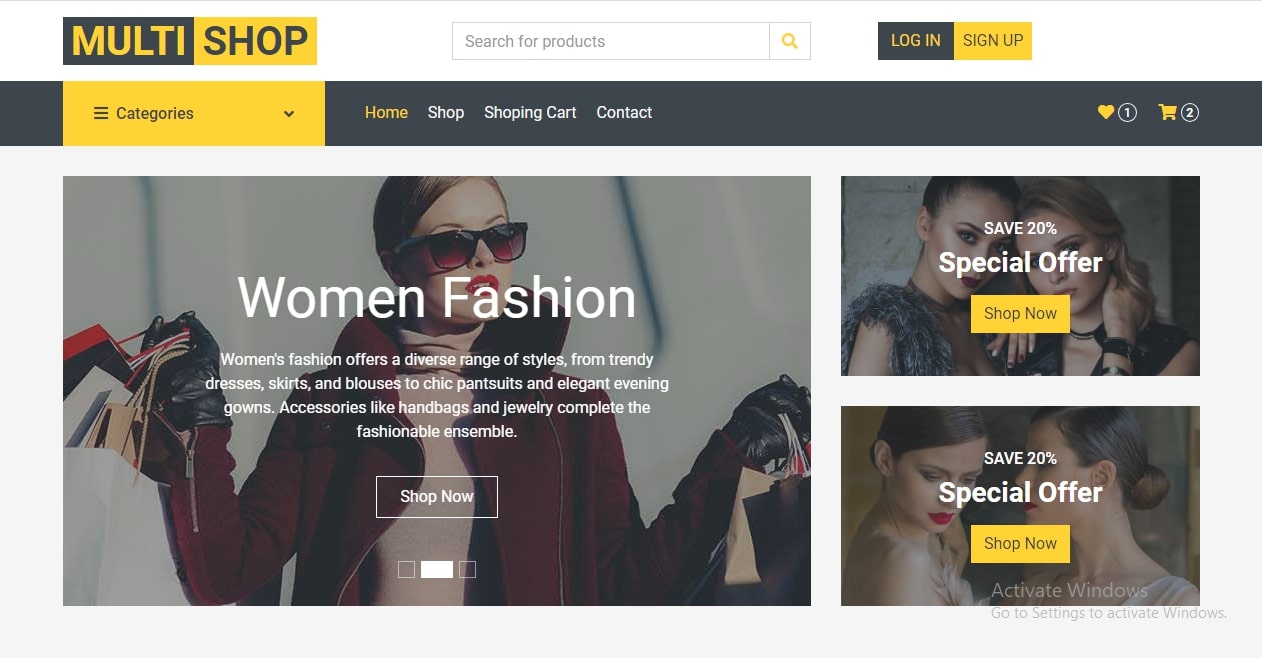 MULTI SHOP
Search for products
LOG IN
SIGN UP
Categories
Home
Shop
Shoping Cart
Contact
1
2
Women Fashion
Women's fashion offers a diverse range of styles, from trendy
dresses, skirts, and blouses to chic pantsuits and elegant evening
gowns. Accessories like handbags and jewelry complete the
fashionable ensemble.
Shop Now
SAVE 20%
Special Offer
Shop Now
SAVE 20%
Special Offer
Shop Now
Activate Windows
Go to Settings to activate Windows.